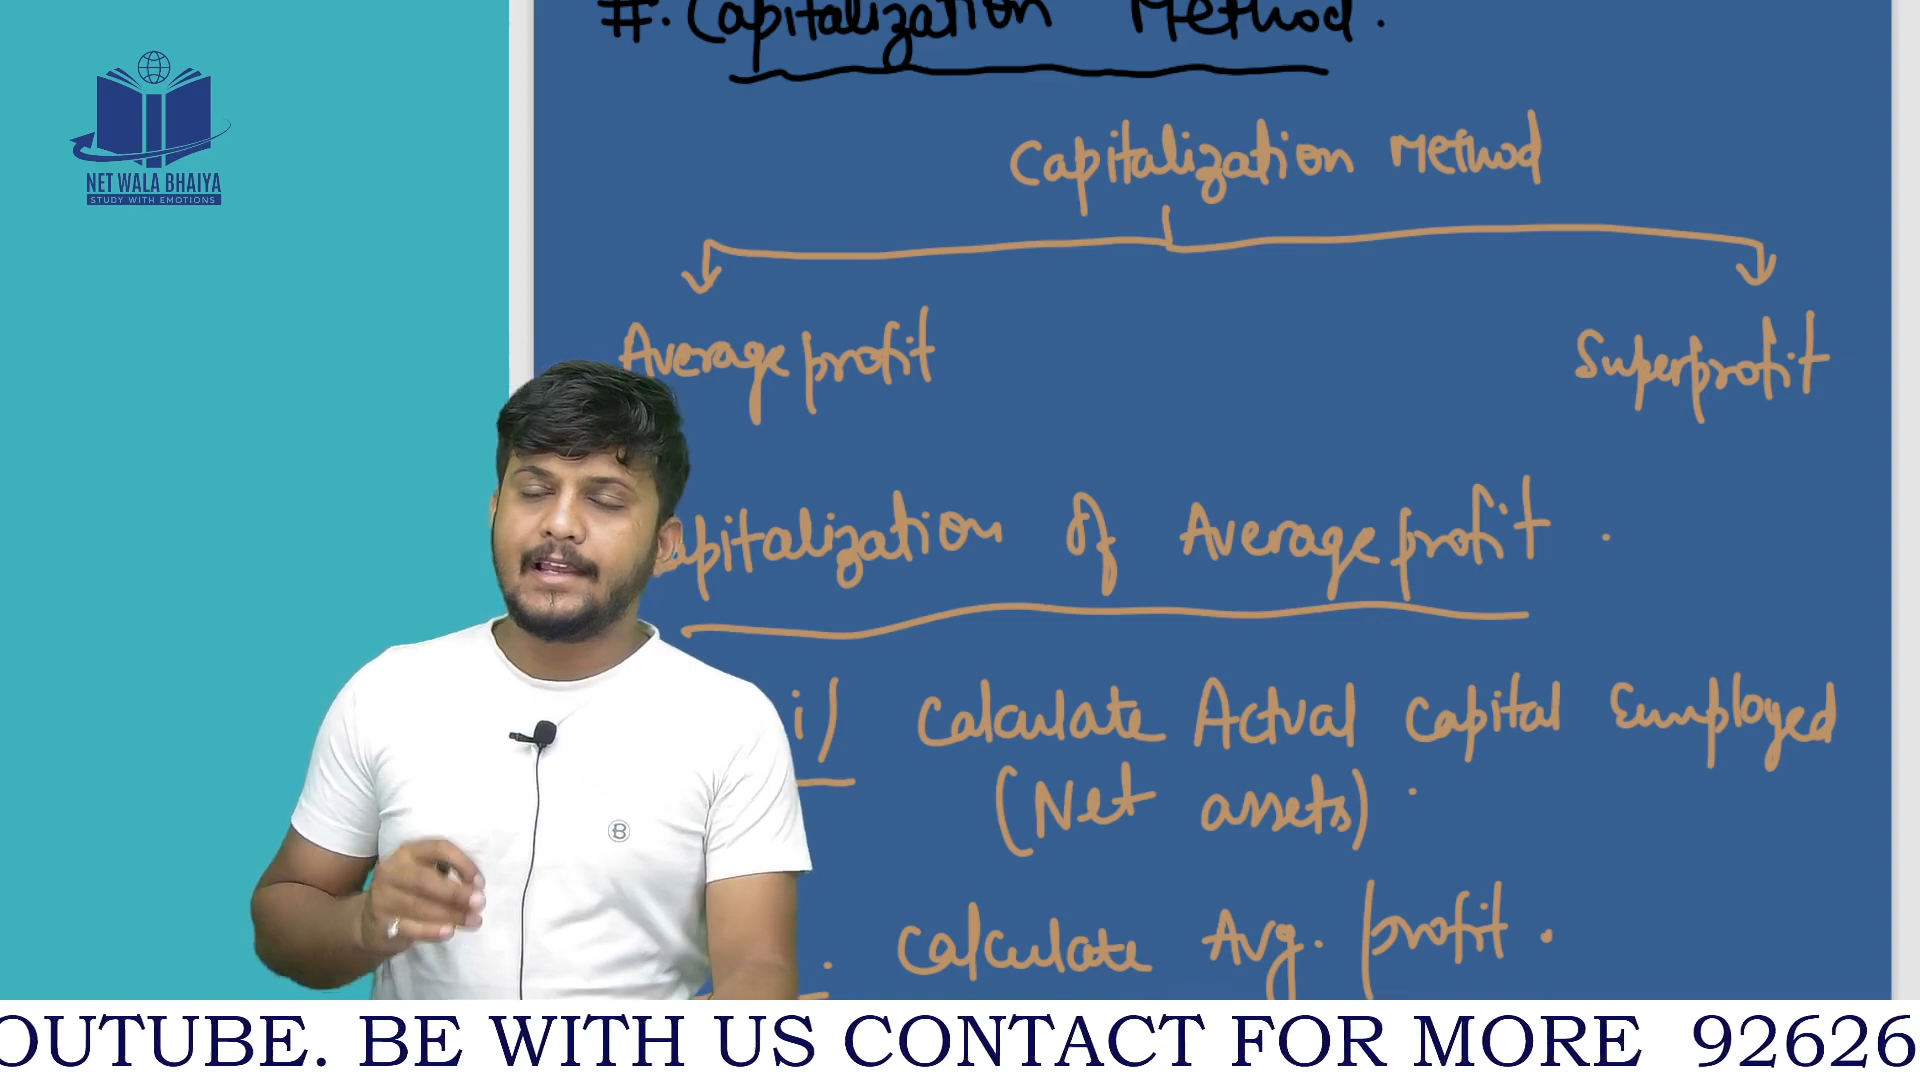 #. Capitalization Method.
Capitalization Method
Average profit
Superprofit
Capitalization of Average profit.
i) Calculate Actual Capital Employed
(Net assets).
Calculate Avg. profit.
NET WALA BHAIYA
STUDY WITH EMOTIONS
B
OUTUBE. BE WITH US CONTACT FOR MORE 92626